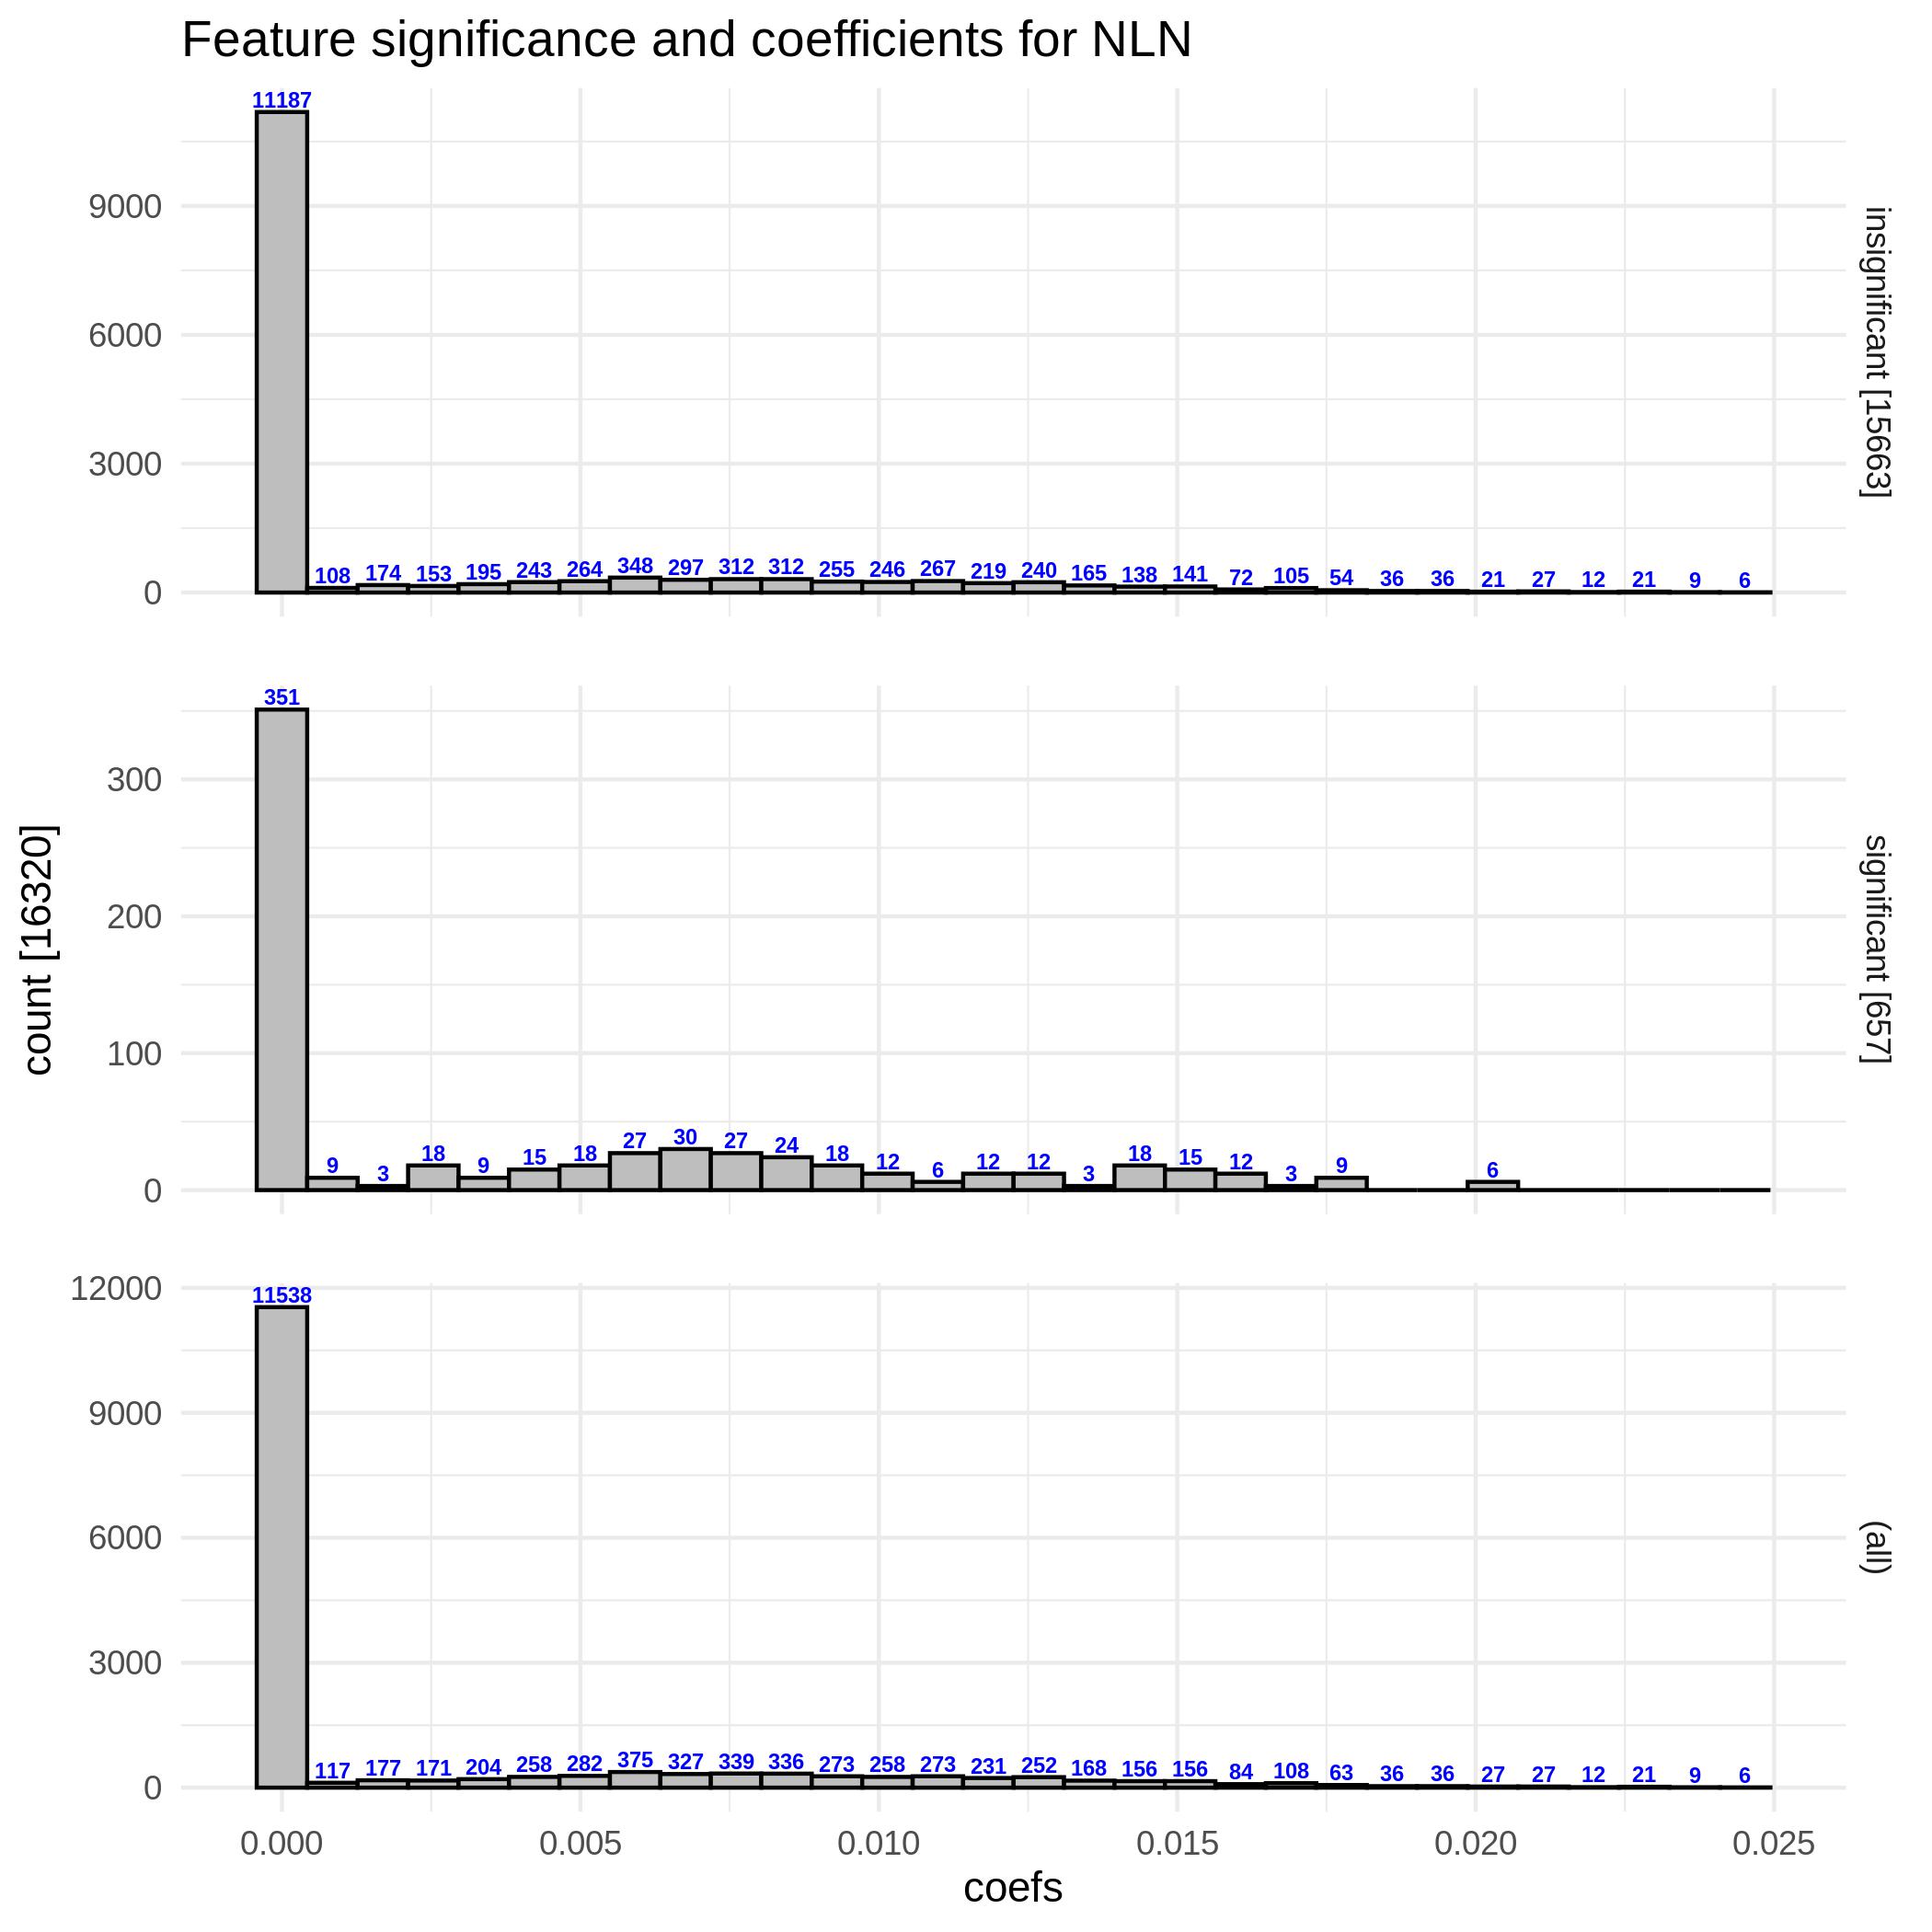 Feature significance and coefficients for NLN
11187
9000
6000
3000
0
108 174 153 195 243 264 348 297 312 312 255 246 267 219 240 165 138 141 72 105 54 36 36 21 27 12 21 9 6
insignificant [15663]
351
300
200
100
0
9 3 18 9 15 18 27 30 27 24 18 12 6 12 12 3 18 15 12 3 9 6
significant [657]
count [16320]
12000
11538
9000
6000
3000
0
117 177 171 204 258 282 375 327 339 336 273 258 273 231 252 168 156 156 84 108 63 36 36 27 27 12 21 9 6
(all)
0.000 0.005 0.010 0.015 0.020 0.025
coefs